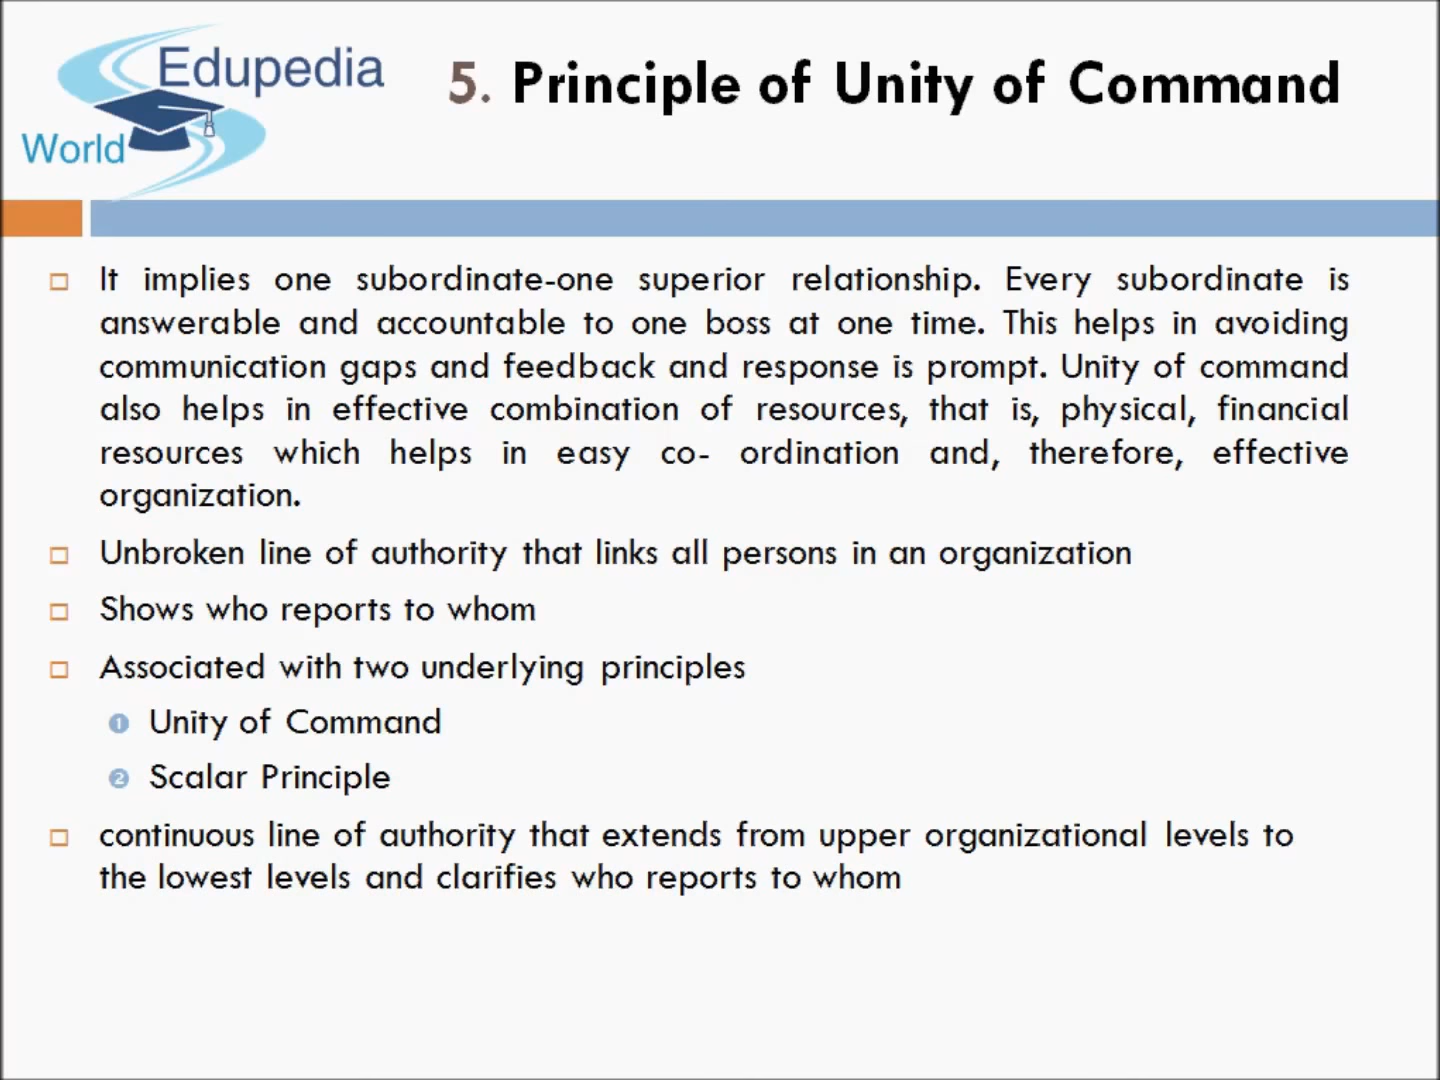 Edupedia
World
5. Principle of Unity of Command
It implies one subordinate-one superior relationship. Every subordinate is
answerable and accountable to one boss at one time. This helps in avoiding
communication gaps and feedback and response is prompt. Unity of command
also helps in effective combination of resources, that is, physical, financial
resources which helps in easy co- ordination and, therefore, effective
organization.
Unbroken line of authority that links all persons in an organization
Shows who reports to whom
Associated with two underlying principles
1 Unity of Command
2 Scalar Principle
continuous line of authority that extends from upper organizational levels to
the lowest levels and clarifies who reports to whom